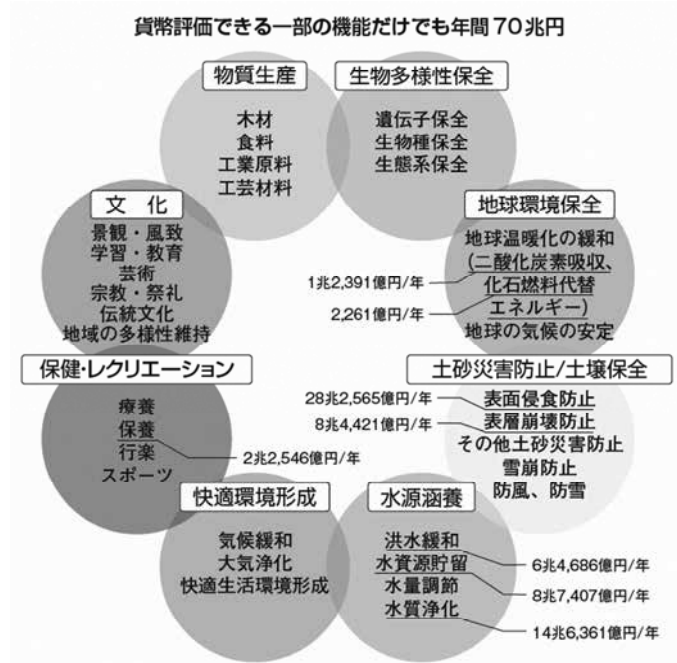 貨幣評価できる一部の機能だけでも年間70兆円
物質生産
木材
食料
工業原料
工芸材料
生物多様性保全
遺伝子保全
生物種保全
生態系保全
文 化
景観・風致
学習・教育
芸術
宗教・祭礼
伝統文化
地域の多様性維持
地球環境保全
地球温暖化の緩和
(二酸化炭素吸収、
化石燃料代替
エネルギー)
地球の気候の安定
1兆2,391億円/年
2,261億円/年
保健・レクリエーション
療養
保養
行楽
スポーツ
2兆2,546億円/年
土砂災害防止/土壌保全
28兆2,565億円/年
表面侵食防止
8兆4,421億円/年
表層崩壊防止
その他土砂災害防止
雪崩防止
防風、防雪
快適環境形成
気候緩和
大気浄化
快適生活環境形成
水源涵養
洪水緩和
水資源貯留
水量調節
水質浄化
6兆4,686億円/年
8兆7,407億円/年
14兆6,361億円/年